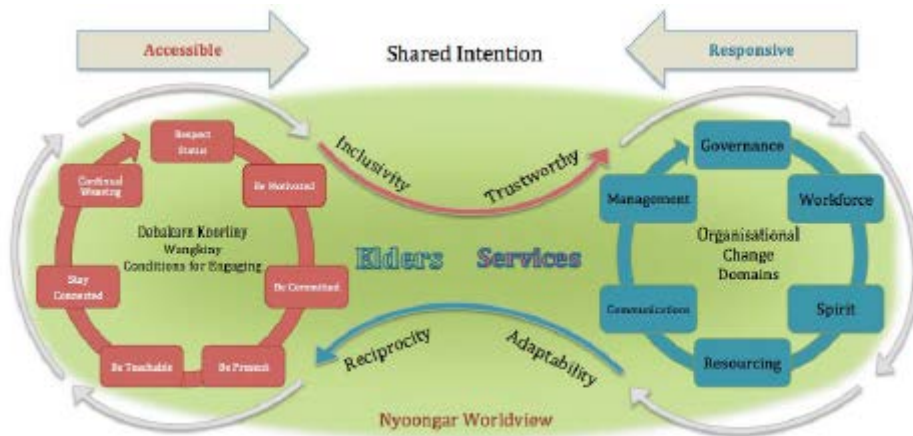 Accessible
Shared Intention
Responsive
Inclusivity
Trustworthy
Respect
Status
Be Motivated
Be Committed
Be Present
Be Teachable
Stay
Connected
Continual
Weaving
Debakarn Koorliny
Wangkiny
Conditions for Engaging
Elders
Services
Governance
Workforce
Spirit
Resourcing
Communications
Management
Organisational
Change
Domains
Reciprocity
Adaptability
Nyoongar Worldview